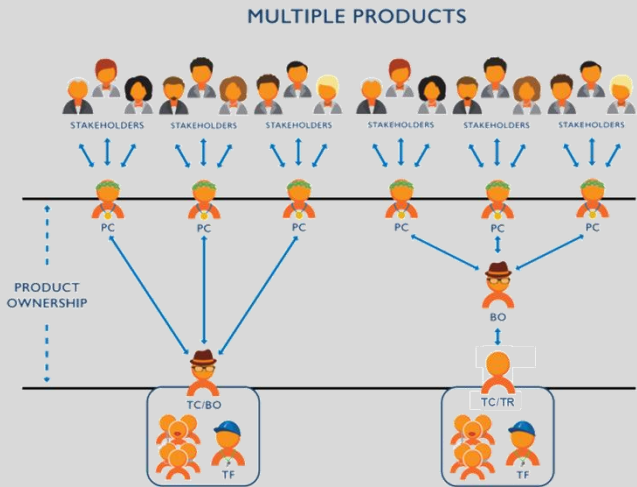 MULTIPLE PRODUCTS
STAKEHOLDERS
STAKEHOLDERS
STAKEHOLDERS
STAKEHOLDERS
STAKEHOLDERS
STAKEHOLDERS
PC
PC
PC
PC
PC
PC
PRODUCT
OWNERSHIP
BO
TC/BO
TC/TR
TF
TF